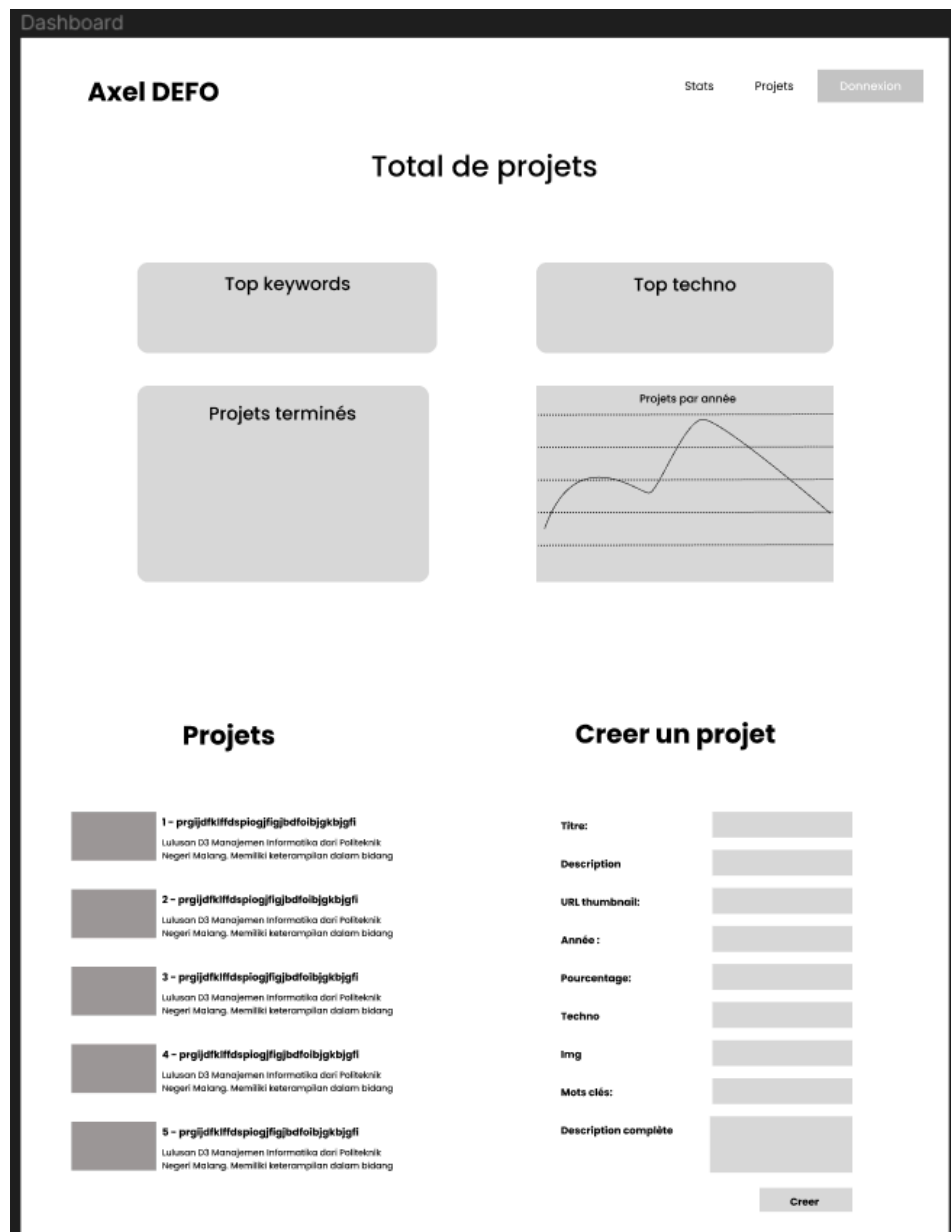 Dashboard
Axel DEFO
Stats
Projets
Donnexion
Total de projets
Top keywords
Top techno
Projets terminés
Projets par année
Projets
Creer un projet
1 - prgijdfklffdspiogjfigjbdfoibjgkbjgfi
Lulusan D3 Manajemen Informatika dari Politeknik
Negeri Malang. Memiliki keterampilan dalam bidang
2 - prgijdfklffdspiogjfigjbdfoibjgkbjgfi
Lulusan D3 Manajemen Informatika dari Politeknik
Negeri Malang. Memiliki keterampilan dalam bidang
3 - prgijdfklffdspiogjfigjbdfoibjgkbjgfi
Lulusan D3 Manajemen Informatika dari Politeknik
Negeri Malang. Memiliki keterampilan dalam bidang
4 - prgijdfklffdspiogjfigjbdfoibjgkbjgfi
Lulusan D3 Manajemen Informatika dari Politeknik
Negeri Malang. Memiliki keterampilan dalam bidang
5 - prgijdfklffdspiogjfigjbdfoibjgkbjgfi
Lulusan D3 Manajemen Informatika dari Politeknik
Negeri Malang. Memiliki keterampilan dalam bidang
Titre:
Description
URL thumbnail:
Année :
Pourcentage:
Techno
Img
Mots clés:
Description complète
Creer